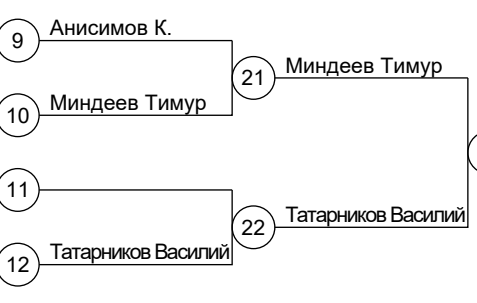 9 Анисимов К.
21 Миндеев Тимур
10 Миндеев Тимур
11
22 Татарников Василий
12 Татарников Василий